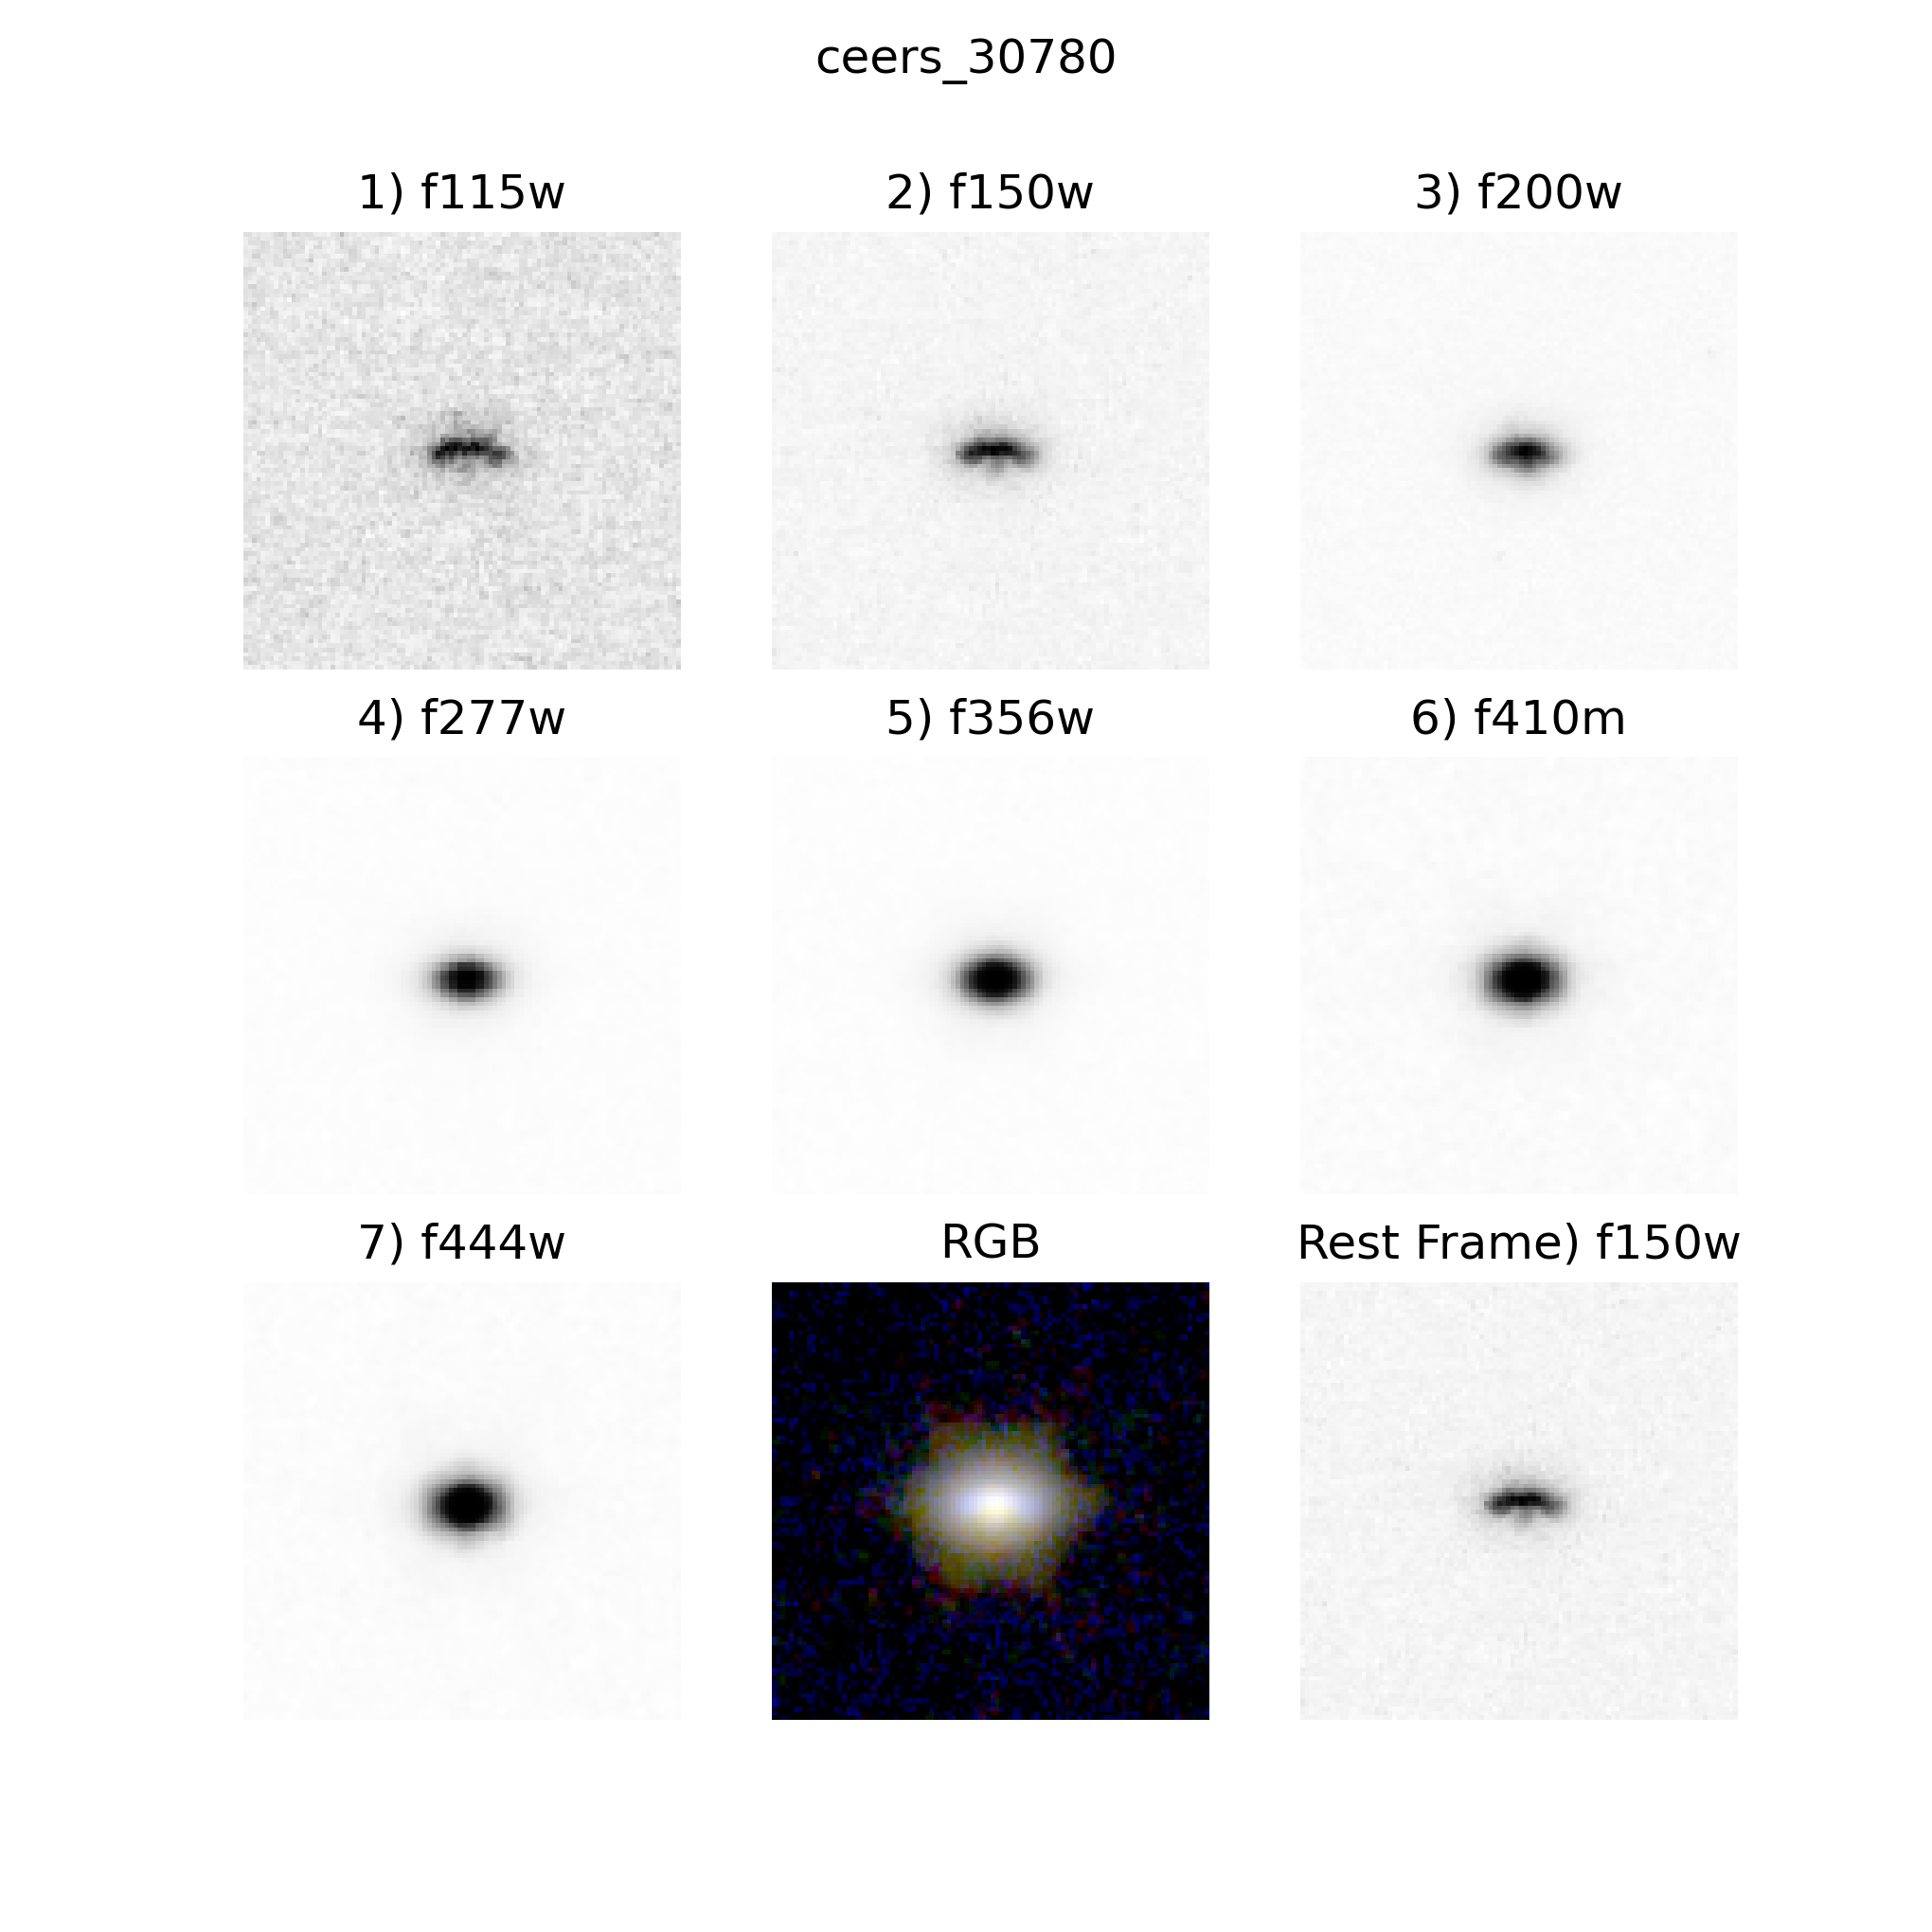 ceers_30780
1) f115w
2) f150w
3) f200w
4) f277w
5) f356w
6) f410m
7) f444w
RGB
Rest Frame) f150w